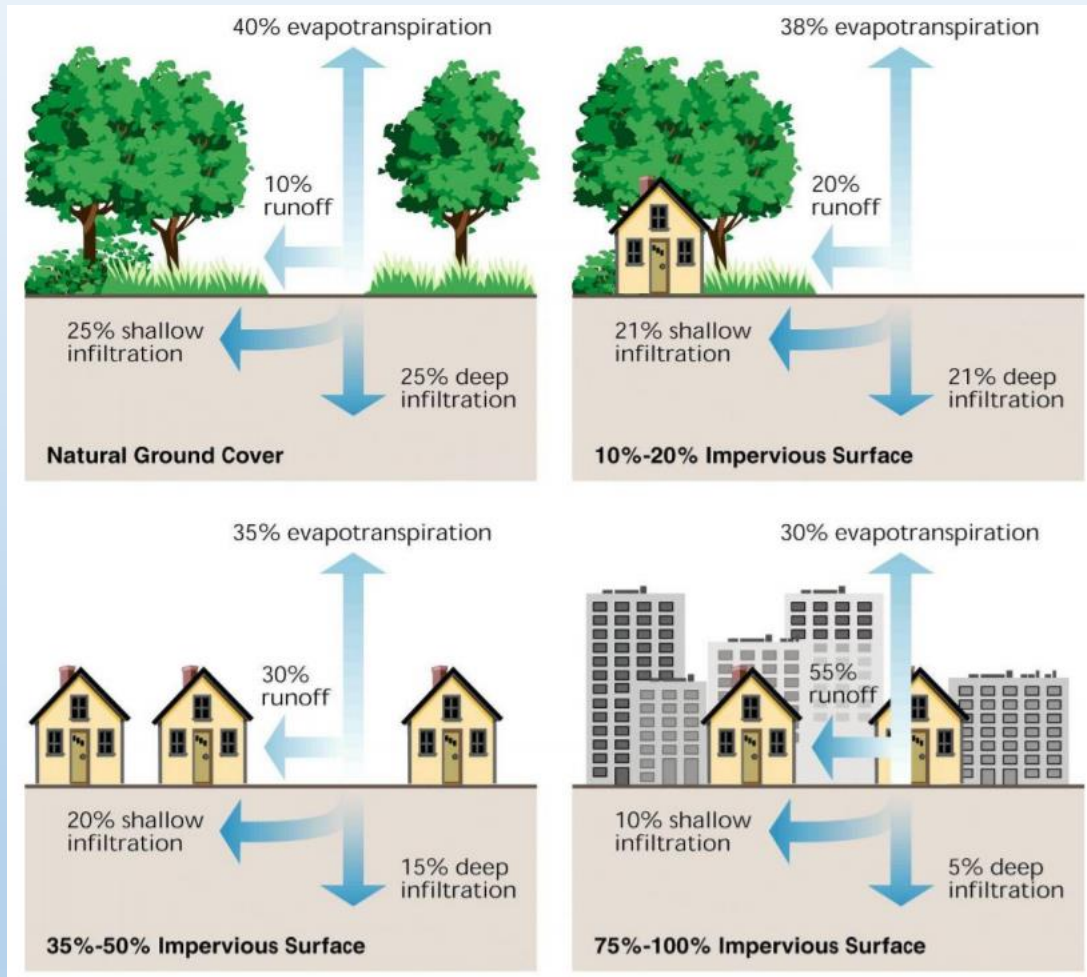 40% evapotranspiration
10%
runoff
25% shallow
infiltration
25% deep
infiltration
Natural Ground Cover
38% evapotranspiration
20%
runoff
21% shallow
infiltration
21% deep
infiltration
10%-20% Impervious Surface
35% evapotranspiration
30%
runoff
20% shallow
infiltration
15% deep
infiltration
35%-50% Impervious Surface
30% evapotranspiration
55%
runoff
10% shallow
infiltration
5% deep
infiltration
75%-100% Impervious Surface